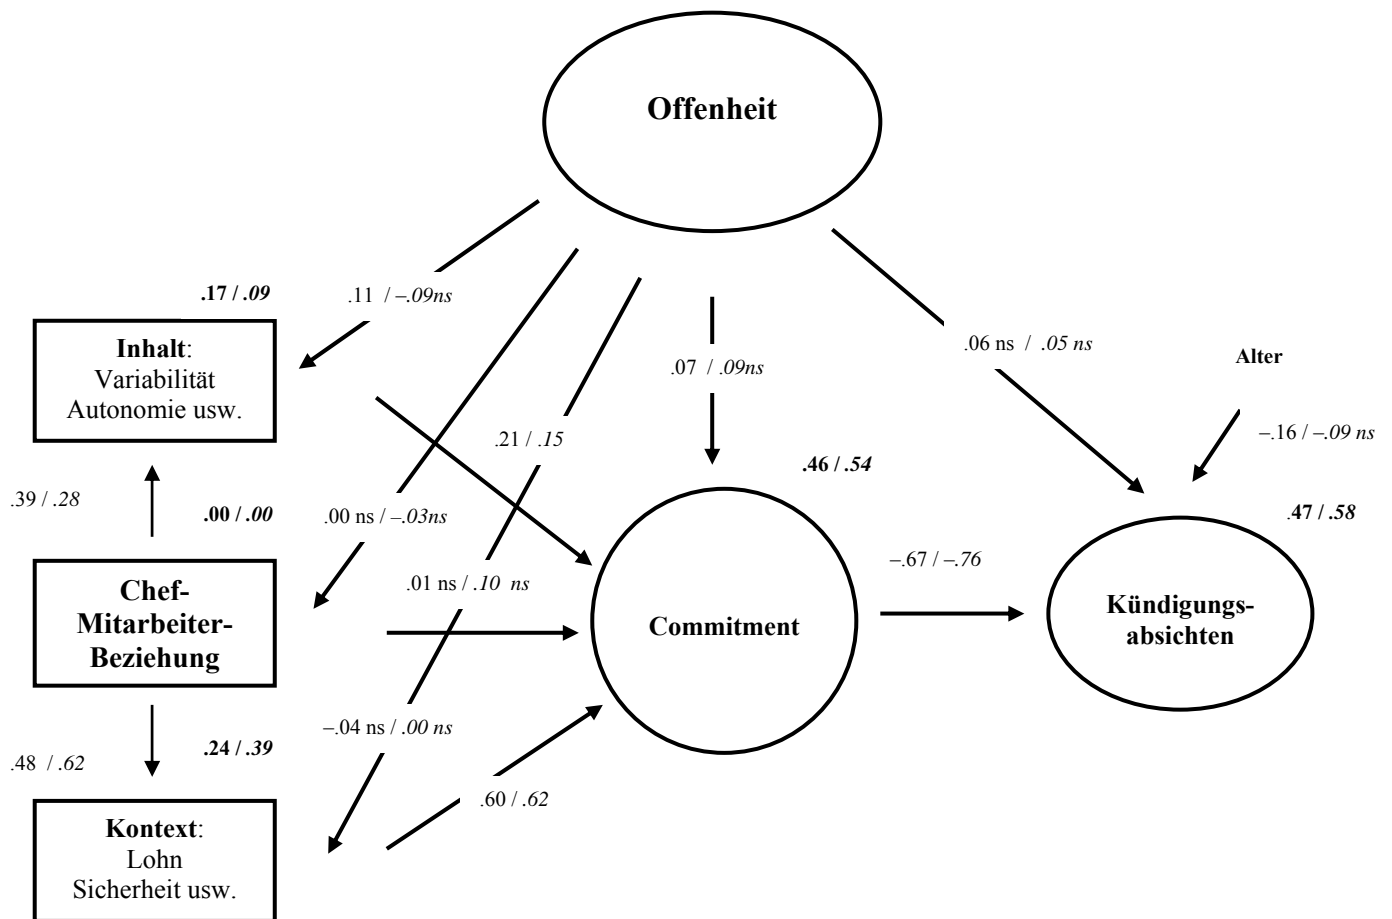 Offenheit
.17 / .09
.11 / –.09ns
Inhalt:
Variabilität
Autonomie usw.
.06 ns / .05 ns
Alter
.07 / .09ns
.21 / .15
–.16 / –.09 ns
.46 / .54
.39 / .28
.00 / .00
.00 ns / –.03ns
.47 / .58
Chef-
Mitarbeiter-
Beziehung
.01 ns / .10 ns
Commitment
–.67 / –.76
Kündigungs-
absichten
–.04 ns / .00 ns
.24 / .39
.48 / .62
.60 / .62
Kontext:
Lohn
Sicherheit usw.